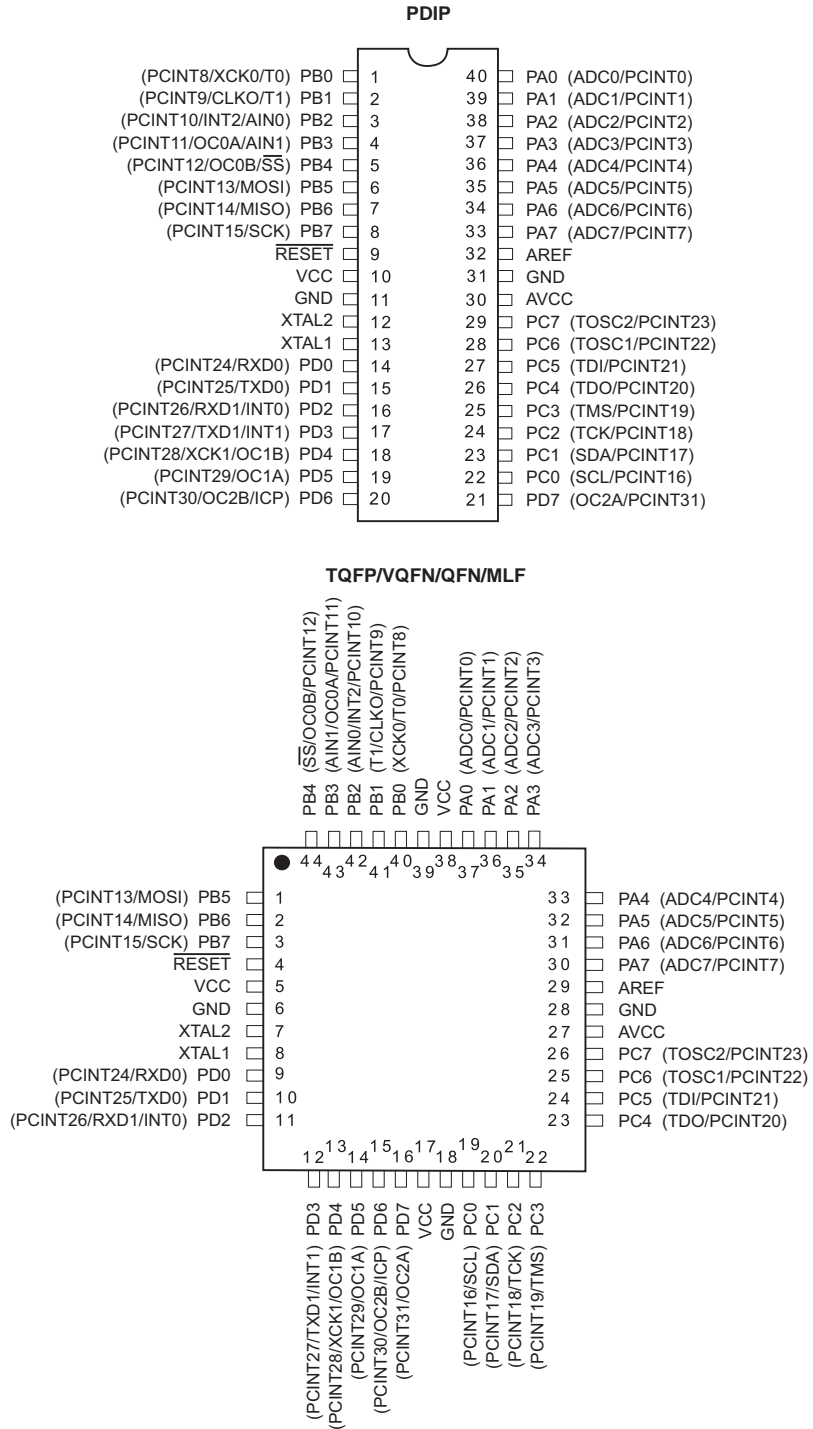 PDIP
(PCINT8/XCK0/T0) PB0 1 40 PA0 (ADC0/PCINT0)
(PCINT9/CLKO/T1) PB1 2 39 PA1 (ADC1/PCINT1)
(PCINT10/INT2/AIN0) PB2 3 38 PA2 (ADC2/PCINT2)
(PCINT11/OC0A/AIN1) PB3 4 37 PA3 (ADC3/PCINT3)
(PCINT12/OC0B/SS) PB4 5 36 PA4 (ADC4/PCINT4)
(PCINT13/MOSI) PB5 6 35 PA5 (ADC5/PCINT5)
(PCINT14/MISO) PB6 7 34 PA6 (ADC6/PCINT6)
(PCINT15/SCK) PB7 8 33 PA7 (ADC7/PCINT7)
RESET 9 32 AREF
VCC 10 31 GND
GND 11 30 AVCC
XTAL2 12 29 PC7 (TOSC2/PCINT23)
XTAL1 13 28 PC6 (TOSC1/PCINT22)
(PCINT24/RXD0) PD0 14 27 PC5 (TDI/PCINT21)
(PCINT25/TXD0) PD1 15 26 PC4 (TDO/PCINT20)
(PCINT26/RXD1/INT0) PD2 16 25 PC3 (TMS/PCINT19)
(PCINT27/TXD1/INT1) PD3 17 24 PC2 (TCK/PCINT18)
(PCINT28/XCK1/OC1B) PD4 18 23 PC1 (SDA/PCINT17)
(PCINT29/OC1A) PD5 19 22 PC0 (SCL/PCINT16)
(PCINT30/OC2B/ICP) PD6 20 21 PD7 (OC2A/PCINT31)
TQFP/VQFN/QFN/MLF
PB4 (SS/OC0B/PCINT12)
PB3 (AIN1/OC0A/PCINT11)
PB2 (AIN0/INT2/PCINT10)
PB1 (T1/CLKO/PCINT9)
PB0 (XCK0/T0/PCINT8)
GND
VCC
PA0 (ADC0/PCINT0)
PA1 (ADC1/PCINT1)
PA2 (ADC2/PCINT2)
PA3 (ADC3/PCINT3)
44 43 42 41 40 39 38 37 36 35 34
(PCINT13/MOSI) PB5 1 33 PA4 (ADC4/PCINT4)
(PCINT14/MISO) PB6 2 32 PA5 (ADC5/PCINT5)
(PCINT15/SCK) PB7 3 31 PA6 (ADC6/PCINT6)
RESET 4 30 PA7 (ADC7/PCINT7)
VCC 5 29 AREF
GND 6 28 GND
XTAL2 7 27 AVCC
XTAL1 8 26 PC7 (TOSC2/PCINT23)
(PCINT24/RXD0) PD0 9 25 PC6 (TOSC1/PCINT22)
(PCINT25/TXD0) PD1 10 24 PC5 (TDI/PCINT21)
(PCINT26/RXD1/INT0) PD2 11 23 PC4 (TDO/PCINT20)
12 13 14 15 16 17 18 19 20 21 22
(PCINT27/TXD1/INT1) PD3
(PCINT28/XCK1/OC1B) PD4
(PCINT29/OC1A) PD5
(PCINT30/OC2B/ICP) PD6
(PCINT31/OC2A) PD7
VCC
GND
(PCINT16/SCL) PC0
(PCINT17/SDA) PC1
(PCINT18/TCK) PC2
(PCINT19/TMS) PC3